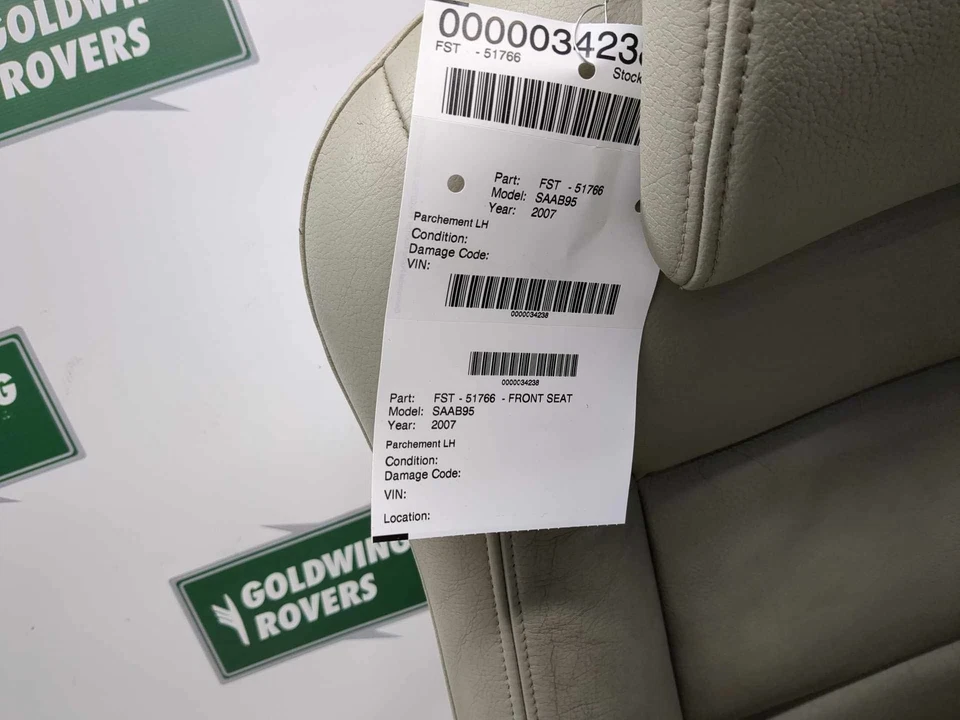 GOLDWING
ROVERS
0000034238
FST - 51766
Stock
Part: FST - 51766
Model: SAAB95
Year: 2007
Parchement LH
Condition:
Damage Code:
VIN:
0000034238
0000034238
Part: FST - 51766 - FRONT SEAT
Model: SAAB95
Year: 2007
Parchement LH
Condition:
Damage Code:
VIN:
Location:
G
GOLDWING
ROVERS